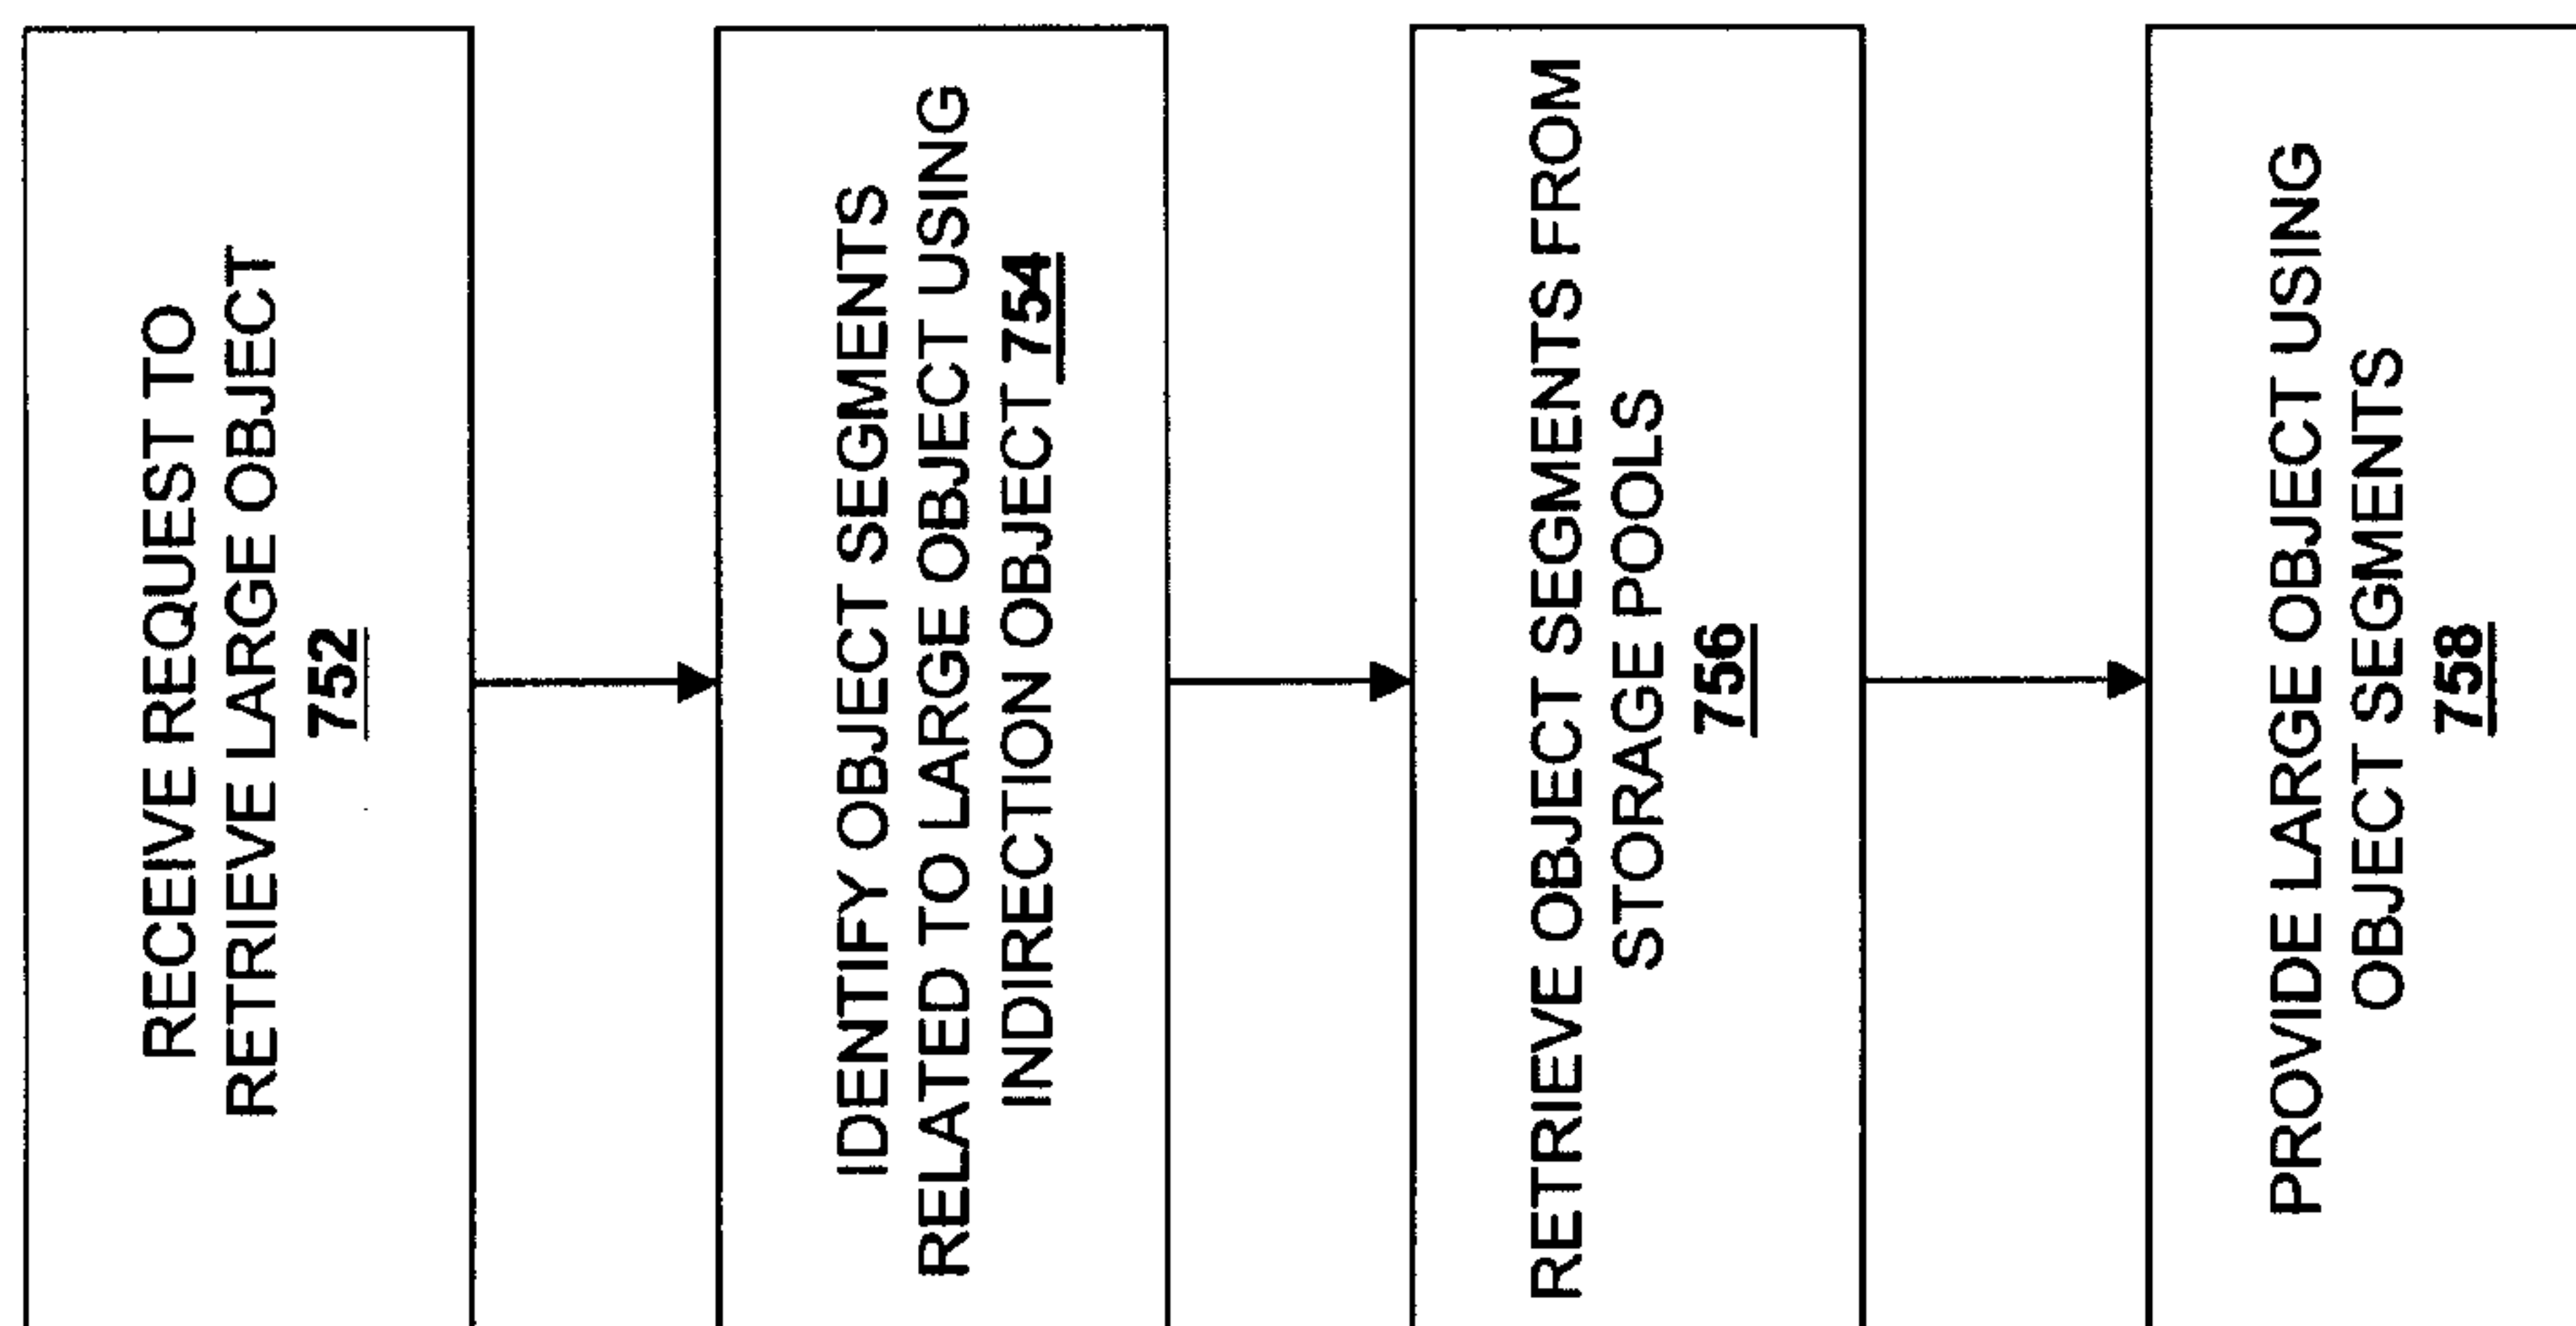 RECEIVE REQUEST TO
RETRIEVE LARGE OBJECT
752
IDENTIFY OBJECT SEGMENTS
RELATED TO LARGE OBJECT USING
INDIRECTION OBJECT 754
RETRIEVE OBJECT SEGMENTS FROM
STORAGE POOLS
756
PROVIDE LARGE OBJECT USING
OBJECT SEGMENTS
758